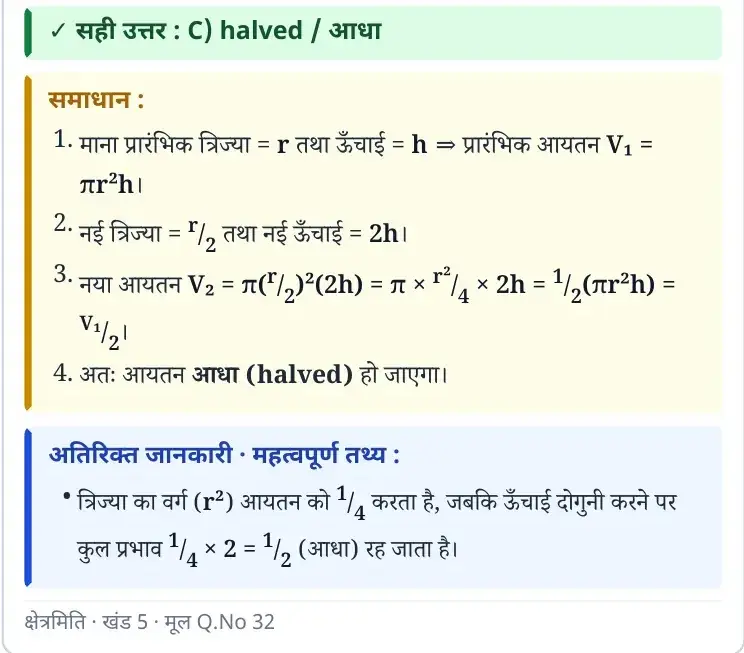 ✓ सही उत्तर : C) halved / आधा
समाधान :
1. माना प्रारंभिक त्रिज्या = r तथा ऊँचाई = h ⇒ प्रारंभिक आयतन V₁ =
πr²h।
2. नई त्रिज्या = r/2 तथा नई ऊँचाई = 2h।
3. नया आयतन V₂ = π(r/2)²(2h) = π × r²/4 × 2h = 1/2(πr²h) =
V₁/2।
4. अतः आयतन आधा (halved) हो जाएगा।
अतिरिक्त जानकारी · महत्वपूर्ण तथ्य :
• त्रिज्या का वर्ग (r²) आयतन को 1/4 करता है, जबकि ऊँचाई दोगुनी करने पर
कुल प्रभाव 1/4 × 2 = 1/2 (आधा) रह जाता है।
क्षेत्रमिति · खंड 5 · मूल Q.No 32